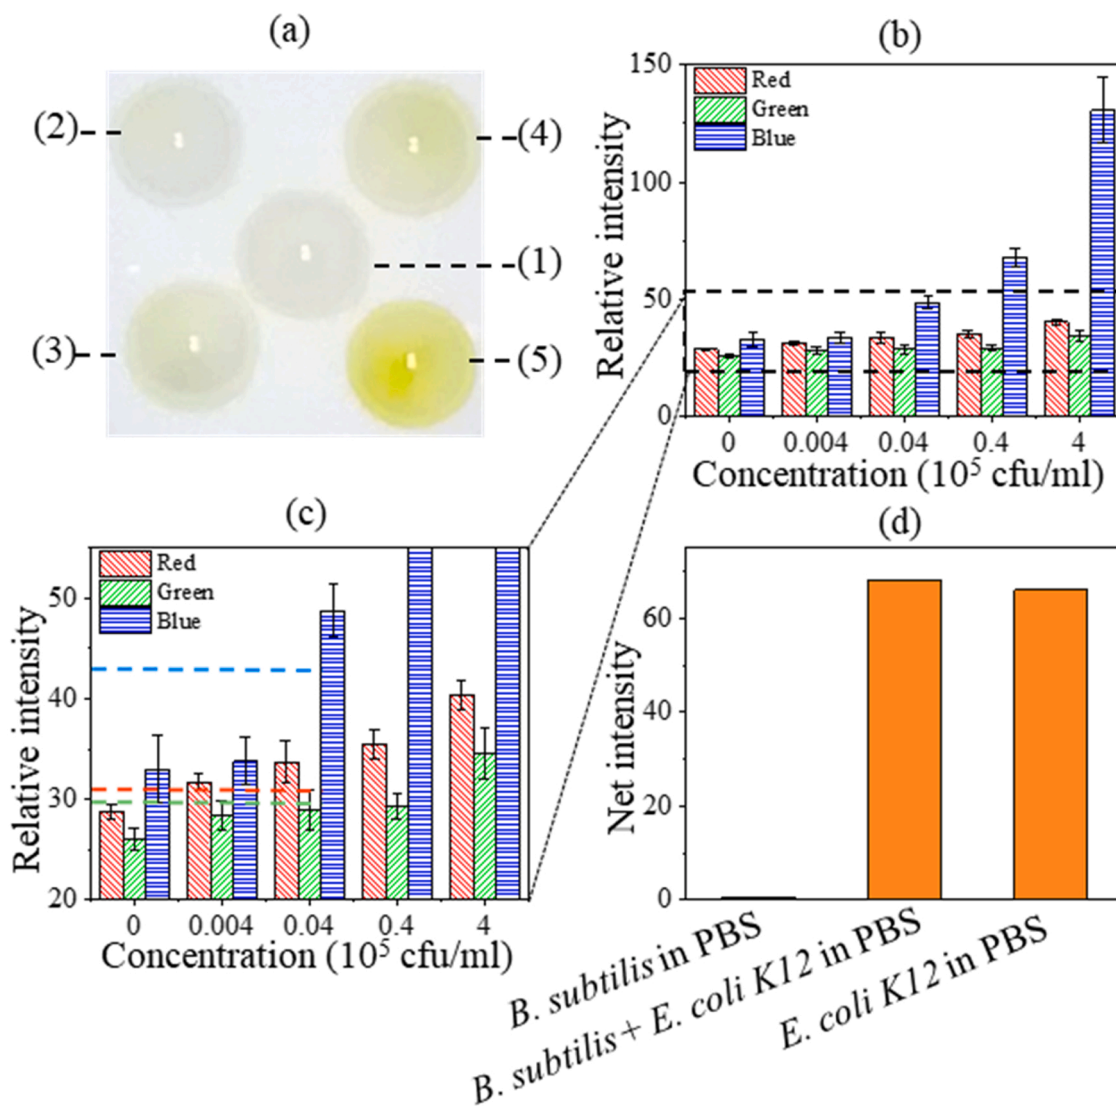 (a)
(2)
(4)
(1)
(3)
(5)
(b)
150
100
50
0
Relative intensity
Red
Green
Blue
0 0.004 0.04 0.4 4
Concentration (10⁵ cfu/ml)
(c)
50
40
30
20
Relative intensity
Red
Green
Blue
0 0.004 0.04 0.4 4
Concentration (10⁵ cfu/ml)
(d)
60
40
20
0
Net intensity
B. subtilis in PBS
B. subtilis + E. coli K12 in PBS
E. coli K12 in PBS